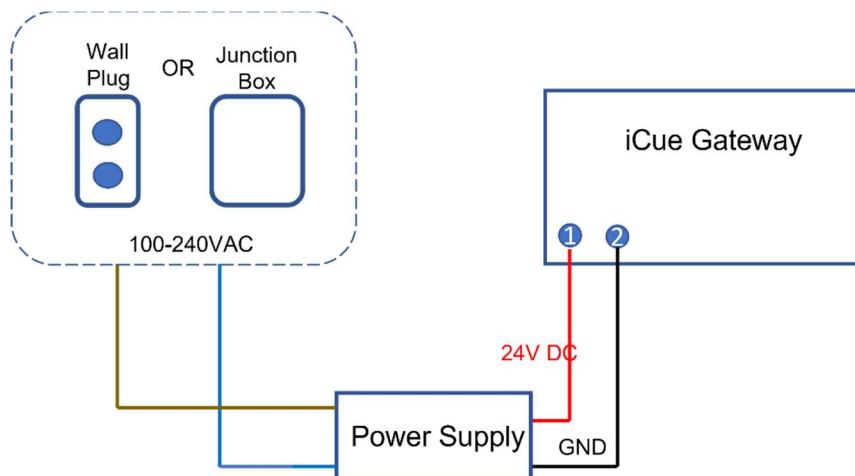 Wall
Plug
OR
Junction
Box
100-240VAC
iCue Gateway
1
2
24V DC
Power Supply
GND